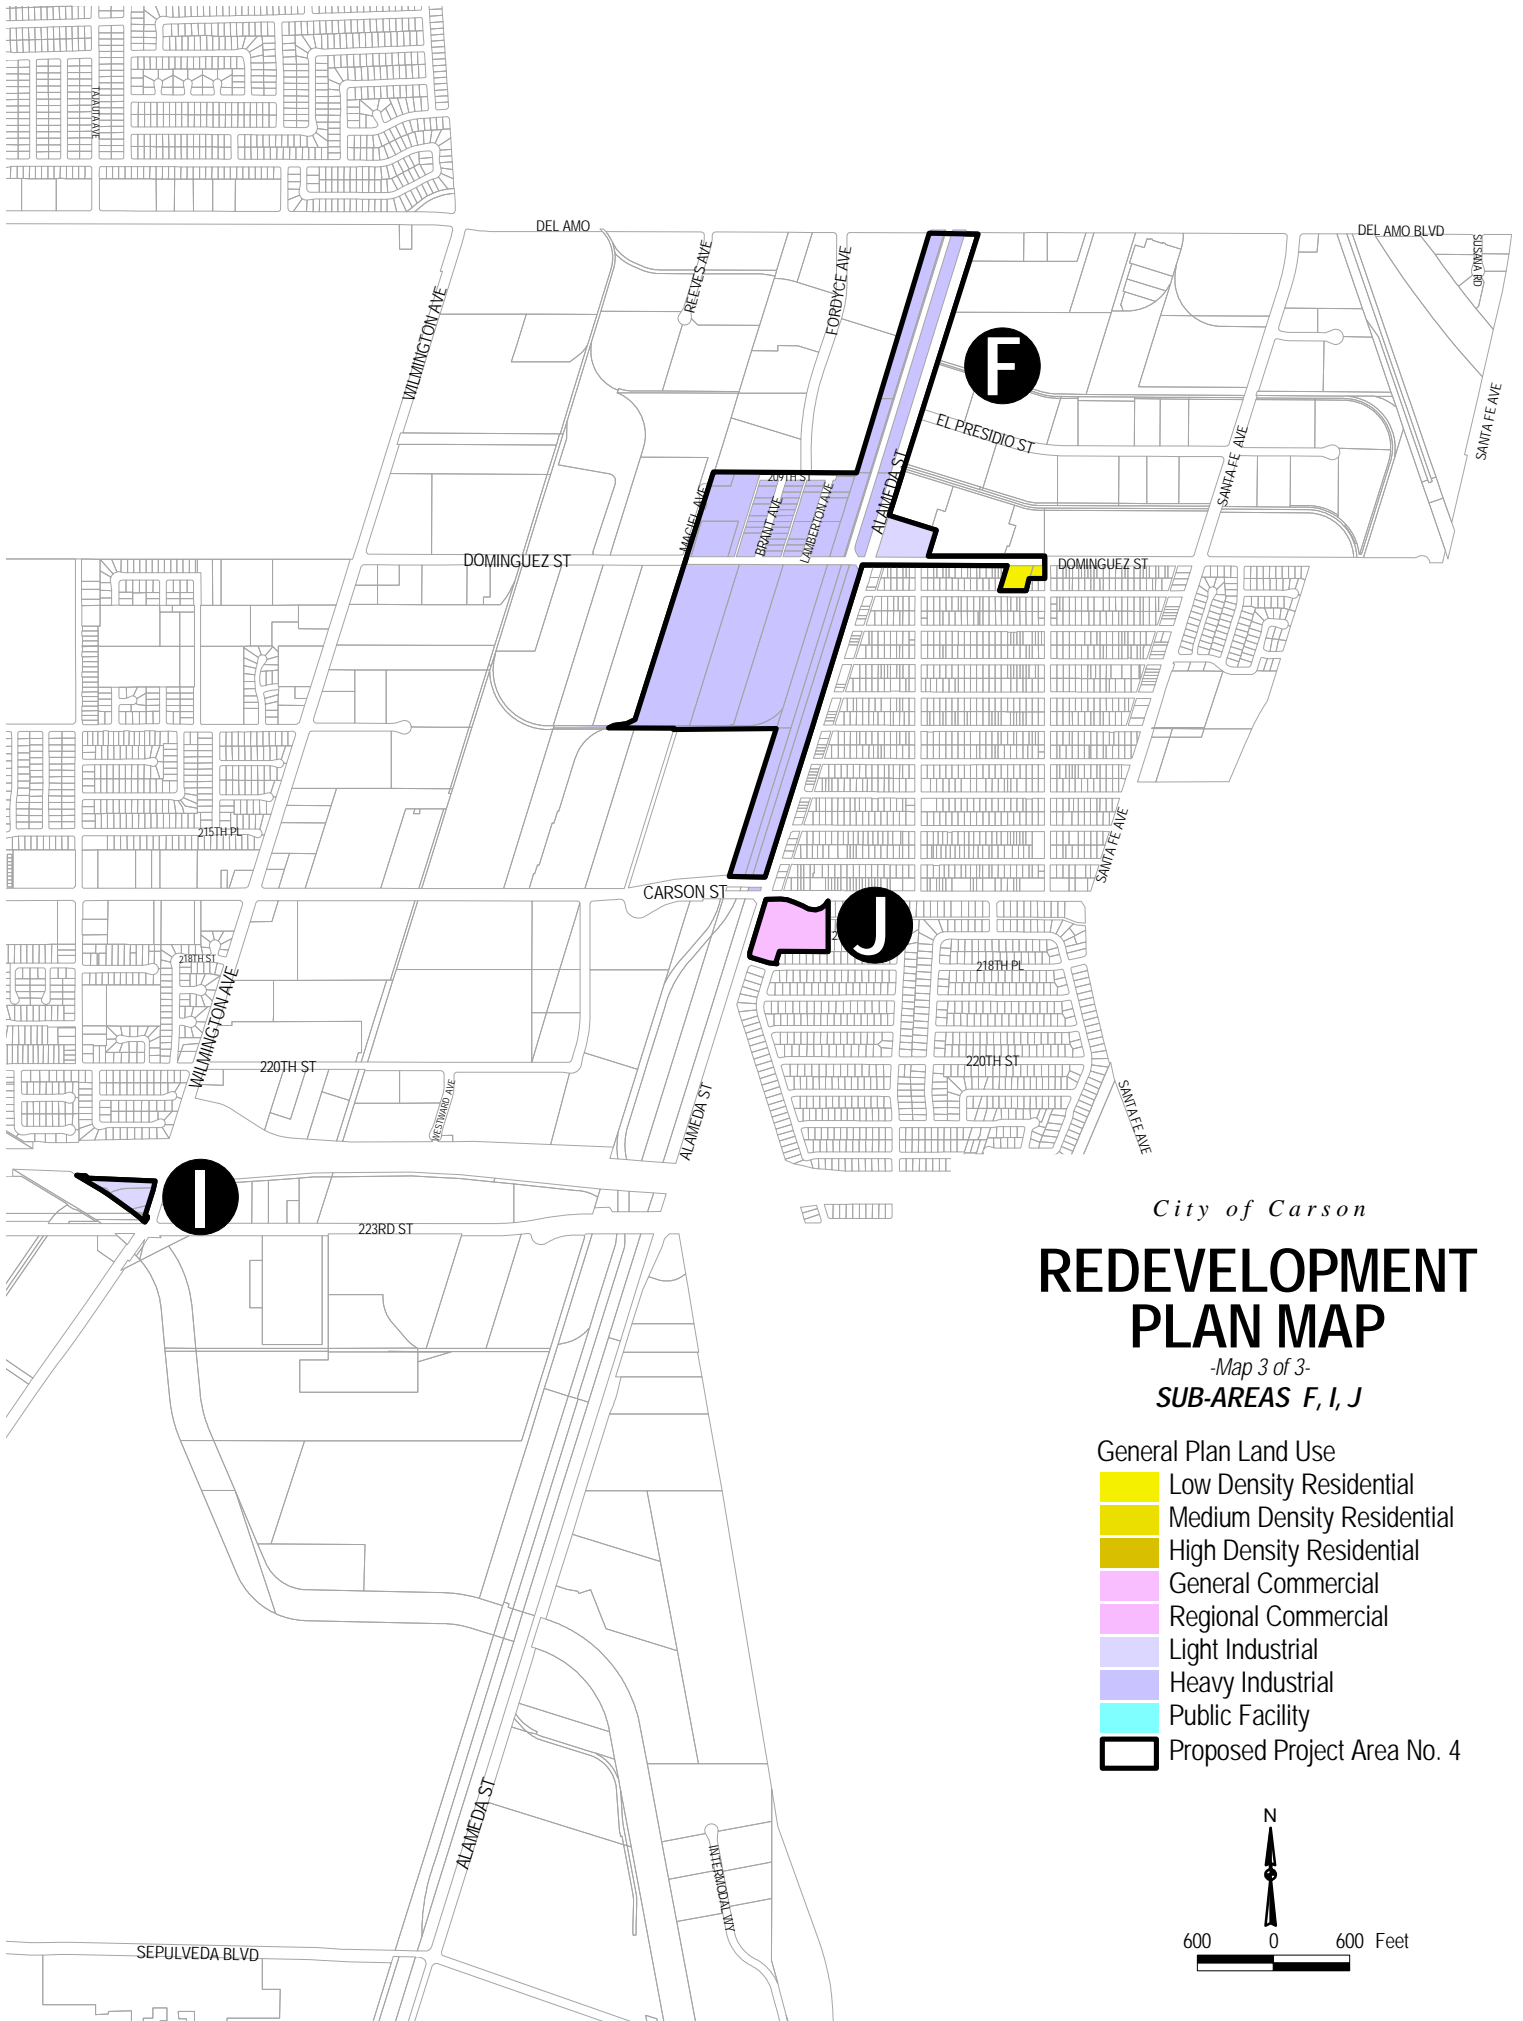 TAJAUTA AVE
DEL AMO
DEL AMO BLVD
SUSANA RD
REEVES AVE
FORDYCE AVE
WILMINGTON AVE
F
EL PRESIDIO ST
SANTA FE AVE
SANTA FE AVE
209TH ST
MACIEL AVE
BRANT AVE
LAMBERTON AVE
ALAMEDA ST
DOMINGUEZ ST
DOMINGUEZ ST
215TH PL
SANTA FE AVE
CARSON ST
J
218TH ST
218TH PL
WILMINGTON AVE
220TH ST
220TH ST
WESTWARD AVE
ALAMEDA ST
SANTA FE AVE
I
223RD ST
City of Carson
REDEVELOPMENT
PLAN MAP
-Map 3 of 3-
SUB-AREAS F, I, J
General Plan Land Use
Low Density Residential
Medium Density Residential
High Density Residential
General Commercial
Regional Commercial
Light Industrial
Heavy Industrial
Public Facility
Proposed Project Area No. 4
ALAMEDA ST
INTERMODAL WY
SEPULVEDA BLVD
N
600 0 600 Feet